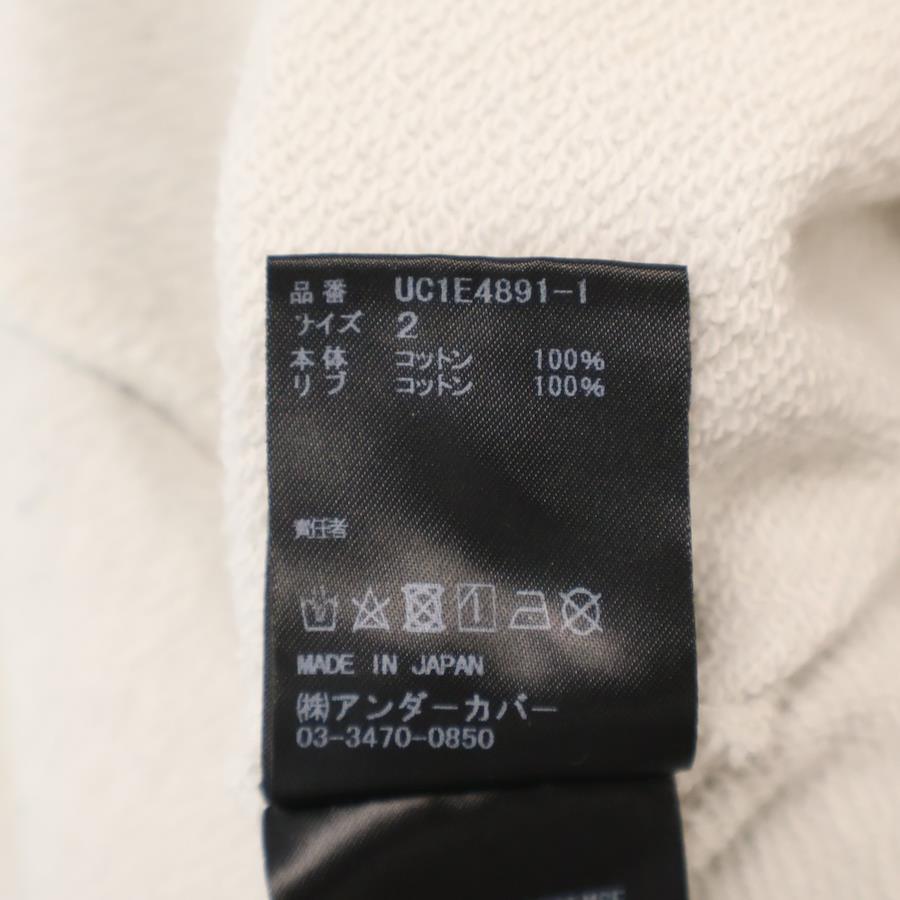 品番 UC1E4891-1
サイズ 2
本体 コットン 100%
リブ コットン 100%
責任者
MADE IN JAPAN
㈱アンダーカバー
03-3470-0850